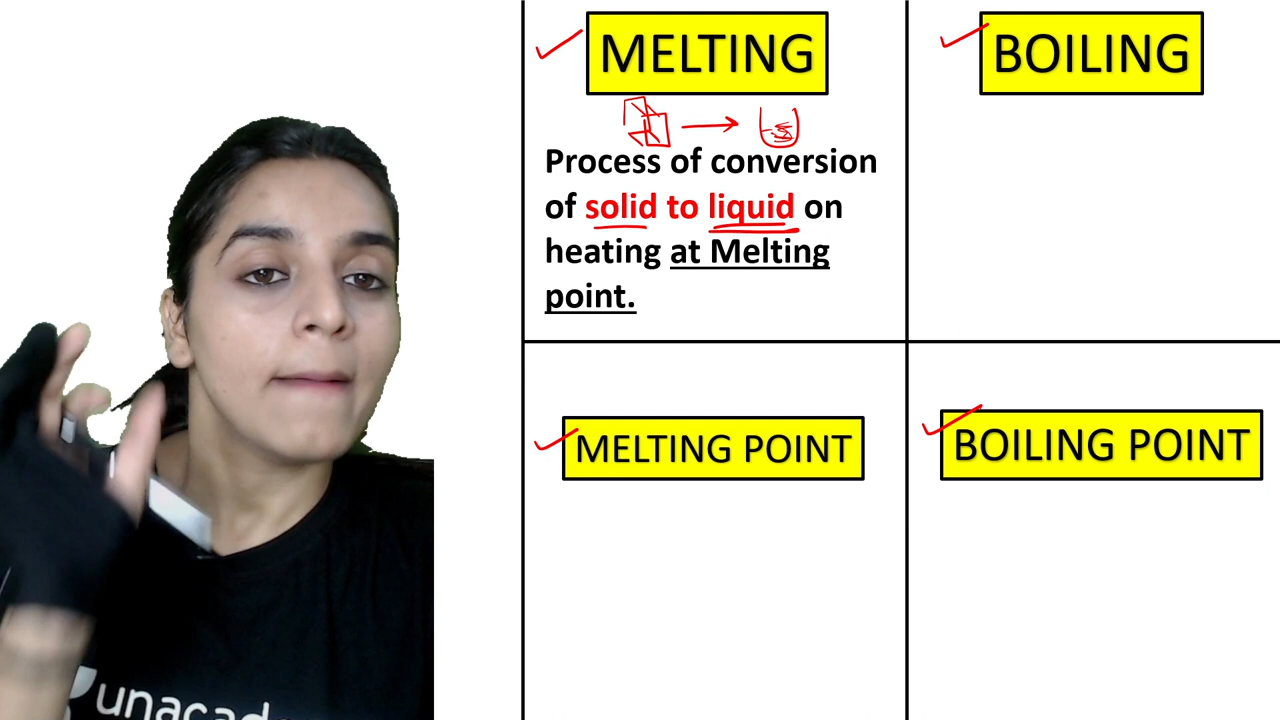 MELTING
BOILING
Process of conversion
of solid to liquid on
heating at Melting
point.
MELTING POINT
BOILING POINT